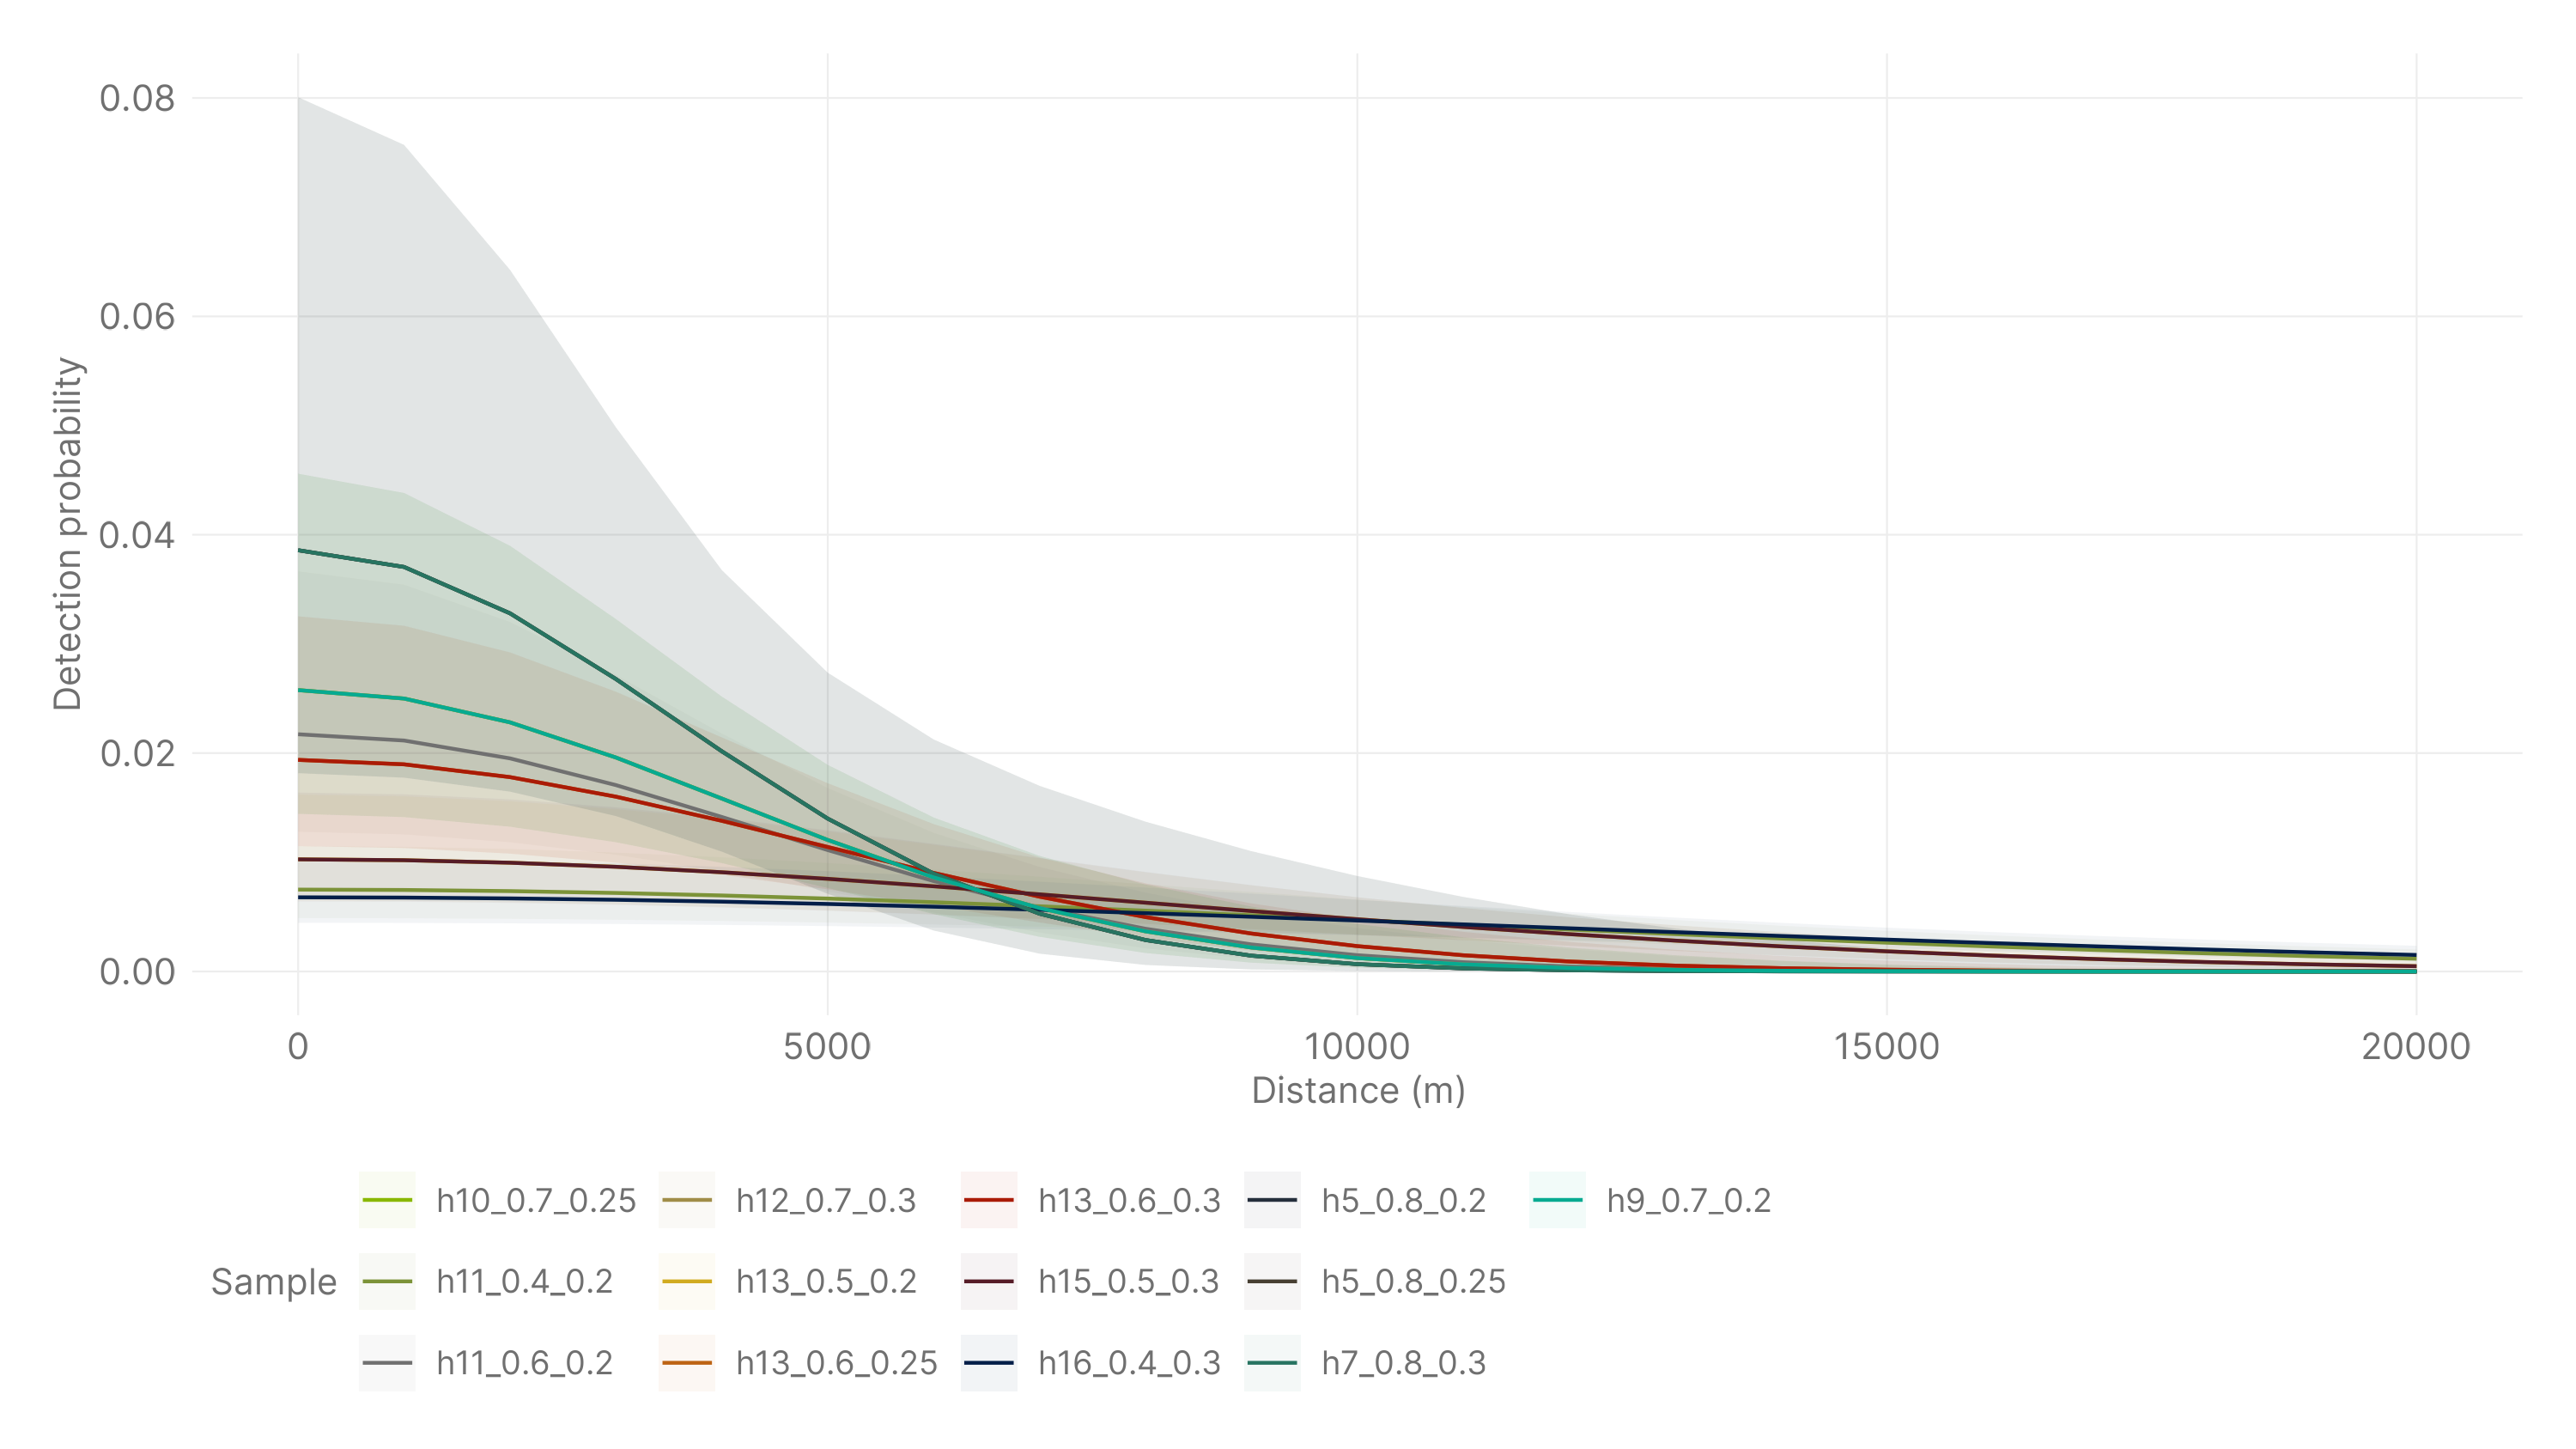 0.08
0.06
0.04
0.02
0.00
Detection probability
0 5000 10000 15000 20000
Distance (m)
Sample
h10_0.7_0.25 h12_0.7_0.3 h13_0.6_0.3 h5_0.8_0.2 h9_0.7_0.2
h11_0.4_0.2 h13_0.5_0.2 h15_0.5_0.3 h5_0.8_0.25
h11_0.6_0.2 h13_0.6_0.25 h16_0.4_0.3 h7_0.8_0.3